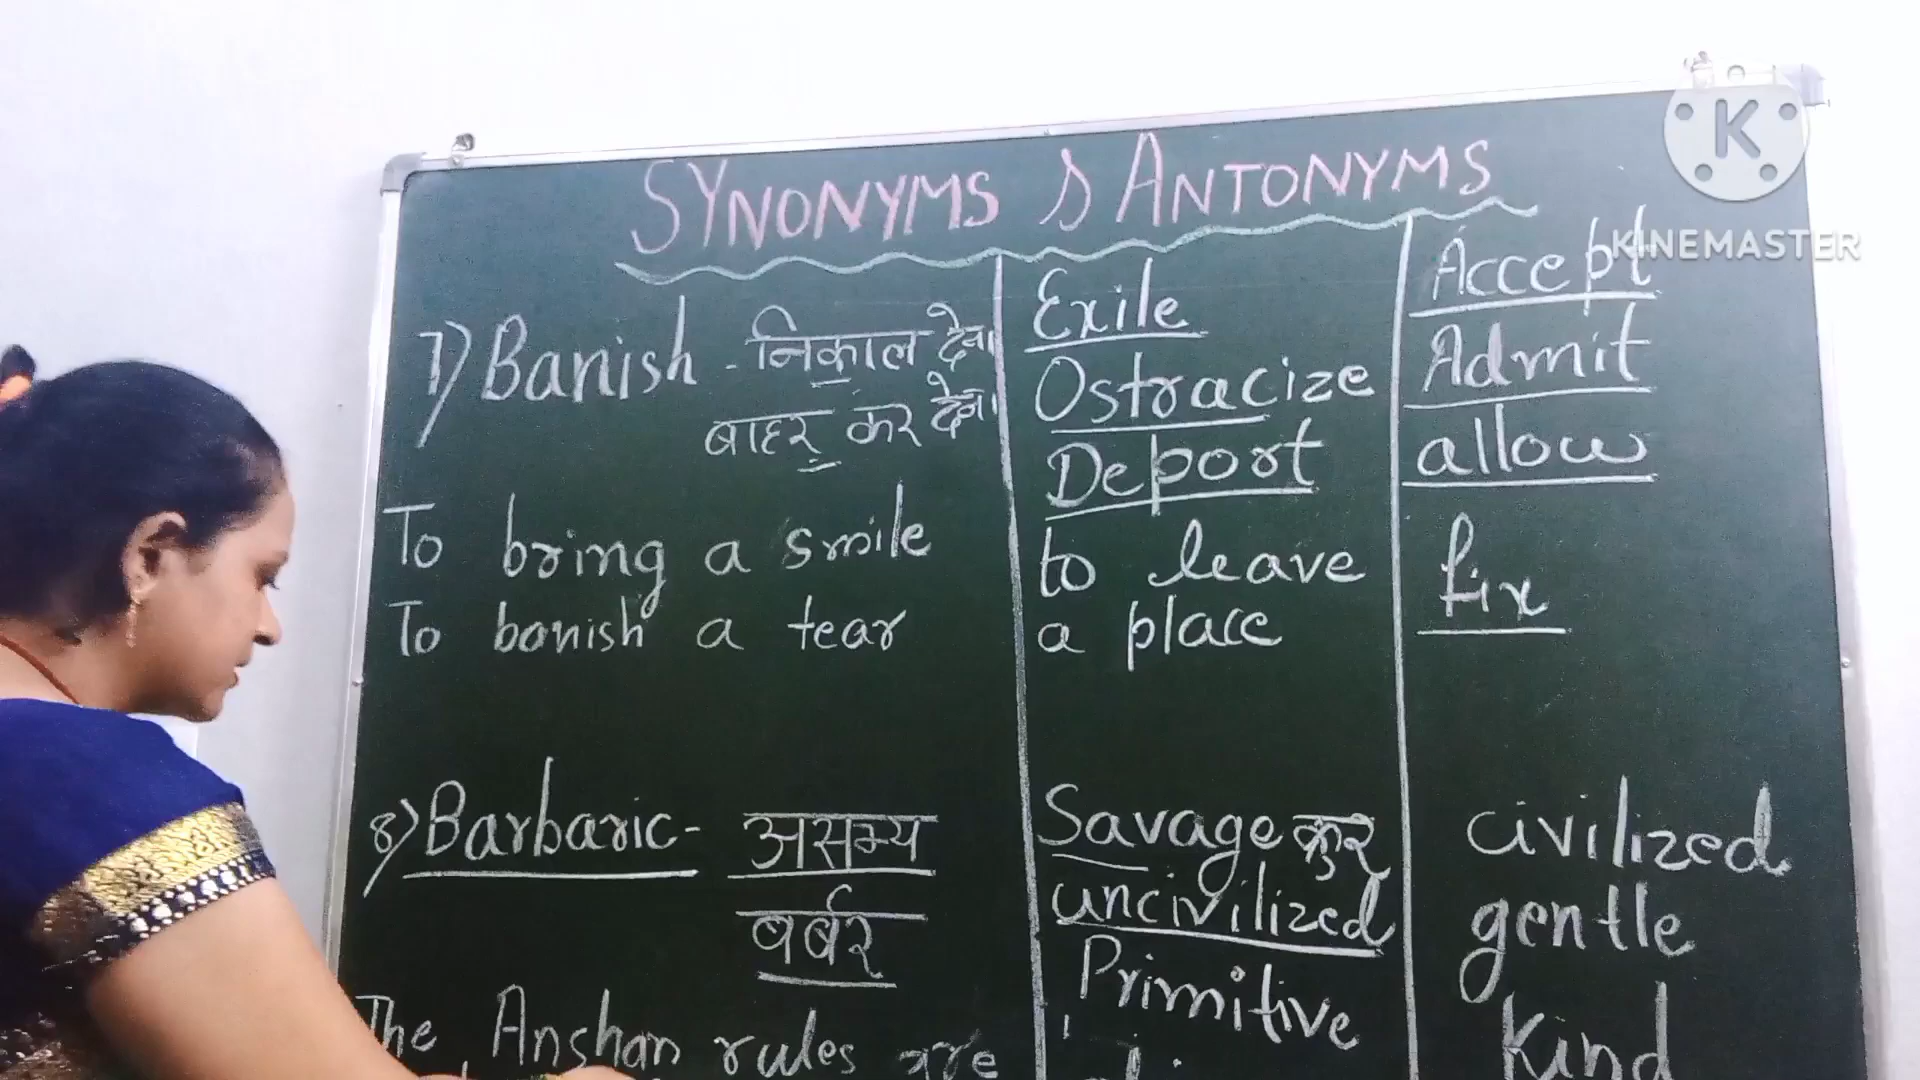 SYNONYMS & ANTONYMS
K
KINEMASTER
7) Banish - निकाल देना
बाहर कर देना
To bring a smile
To banish a tear
Exile
Ostracize
Deport
to leave
a place
Accept
Admit
allow
fix
8) Barbaric - असभ्य
बर्बर
The Anshan rules are
Savage क्रुर
uncivilized
Primitive
civilized
gentle
Kind